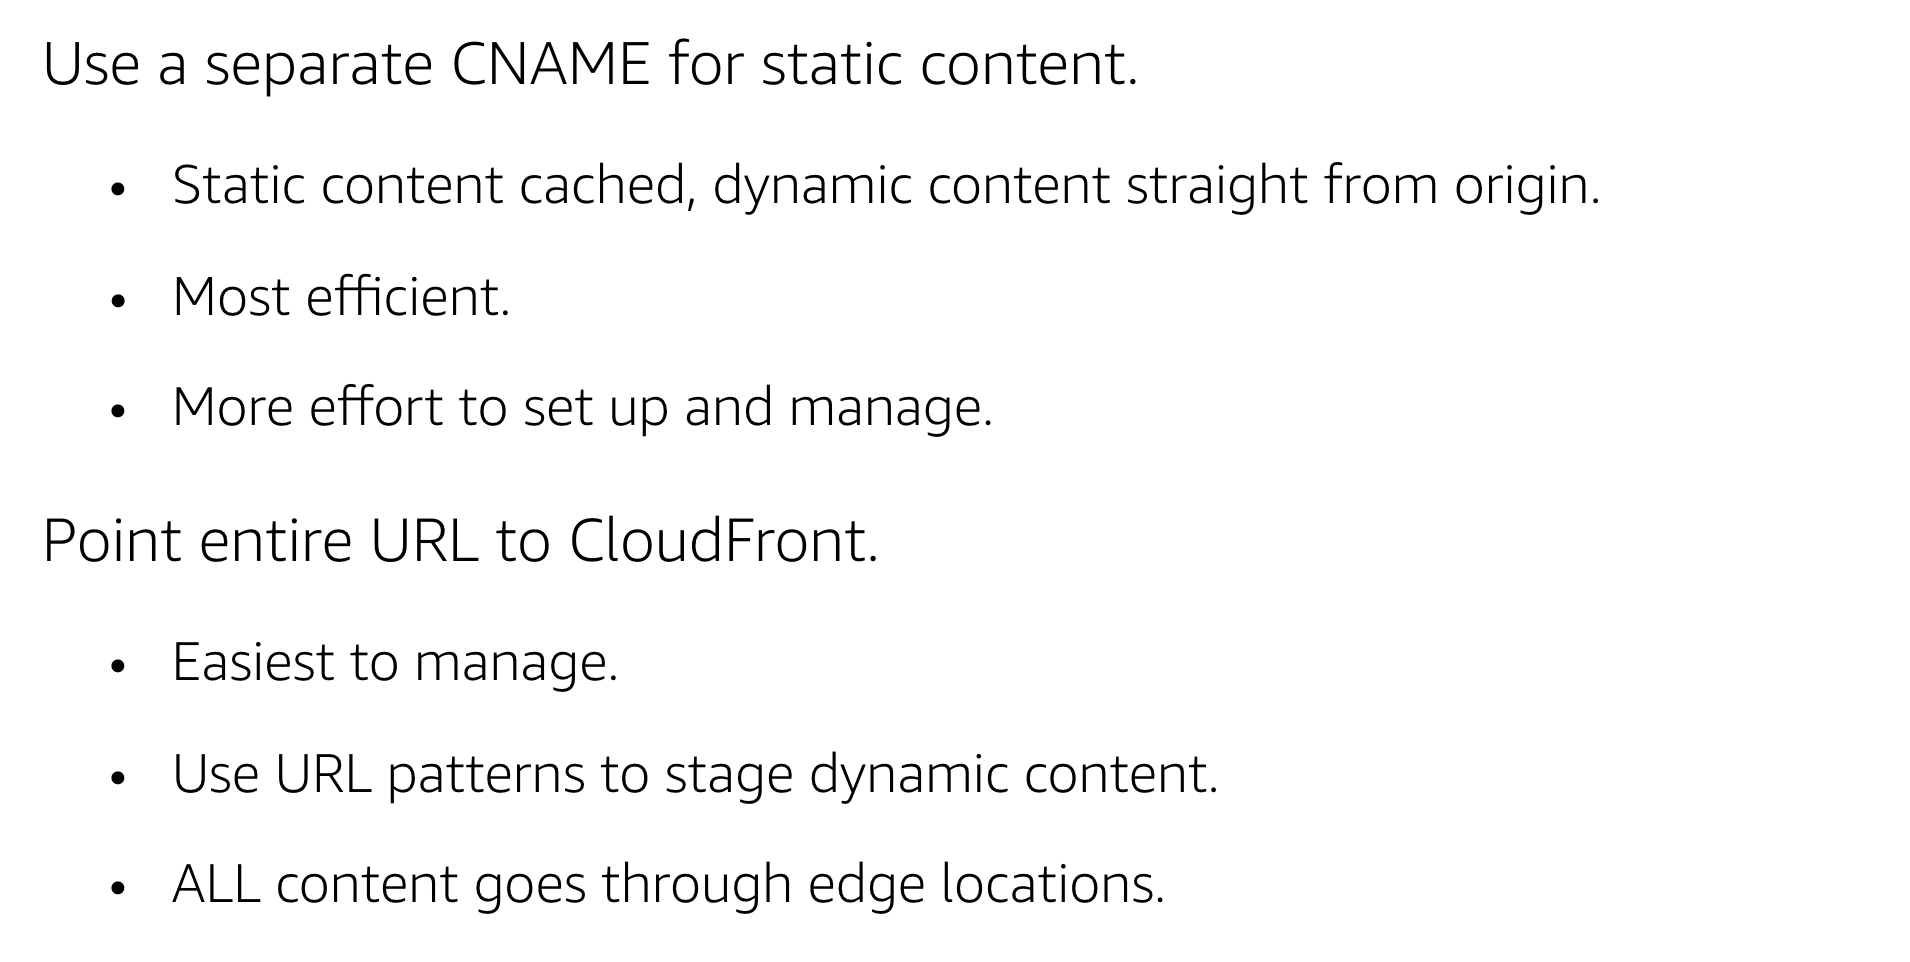 Use a separate CNAME for static content.
• Static content cached, dynamic content straight from origin.
• Most efficient.
• More effort to set up and manage.
Point entire URL to CloudFront.
• Easiest to manage.
• Use URL patterns to stage dynamic content.
• ALL content goes through edge locations.